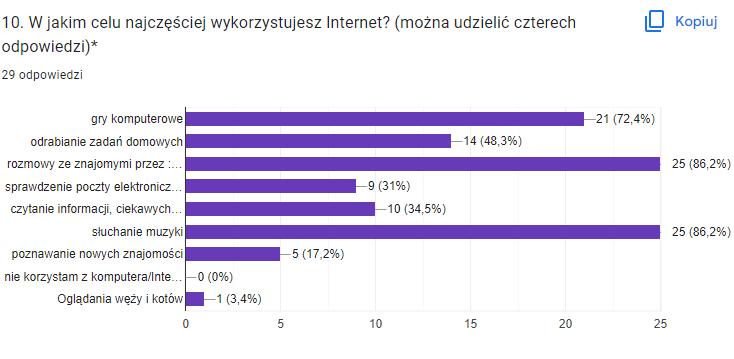 10. W jakim celu najczęściej wykorzystujesz Internet? (można udzielić czterech
odpowiedzi)*
Kopiuj
29 odpowiedzi
gry komputerowe 21 (72,4%)
odrabianie zadań domowych 14 (48,3%)
rozmowy ze znajomymi przez :… 25 (86,2%)
sprawdzenie poczty elektronicz… 9 (31%)
czytanie informacji, ciekawych… 10 (34,5%)
słuchanie muzyki 25 (86,2%)
poznawanie nowych znajomości 5 (17,2%)
nie korzystam z komputera/Inte… 0 (0%)
Oglądania węży i kotów 1 (3,4%)
0 5 10 15 20 25